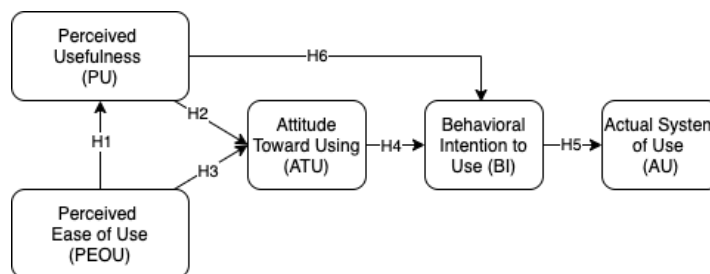 Perceived
Usefulness
(PU)
H6
H2
H1
H3
Attitude
Toward Using
(ATU)
H4
Behavioral
Intention to
Use (BI)
H5
Actual System
of Use
(AU)
Perceived
Ease of Use
(PEOU)